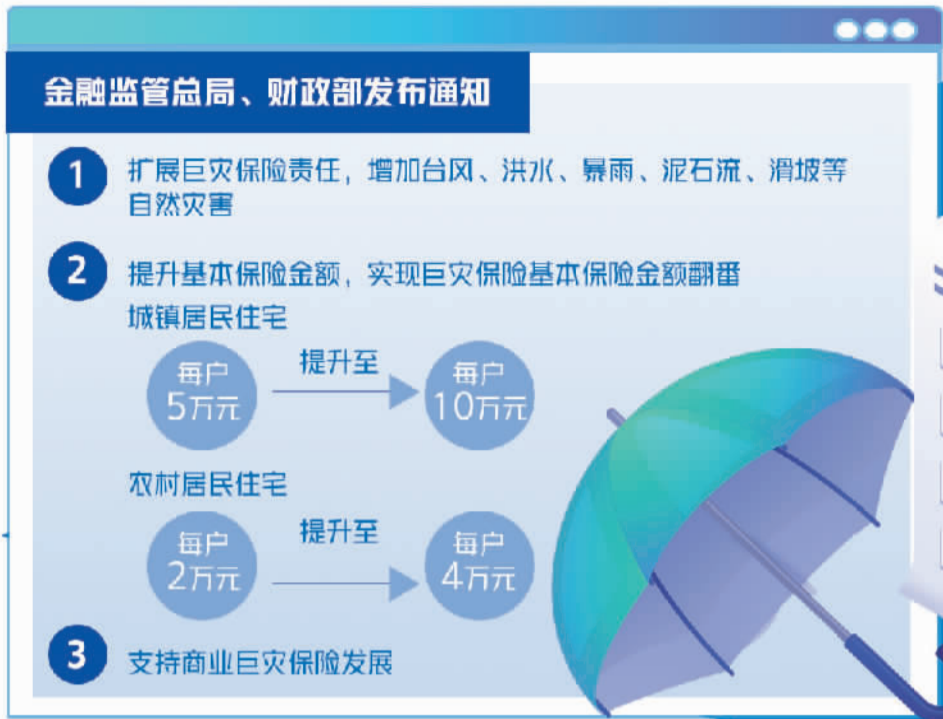 金融监管总局、财政部发布通知
1 扩展巨灾保险责任，增加台风、洪水、暴雨、泥石流、滑坡等
自然灾害
2 提升基本保险金额，实现巨灾保险基本保险金额翻番
城镇居民住宅
每户
5万元
提升至
每户
10万元
农村居民住宅
每户
2万元
提升至
每户
4万元
3 支持商业巨灾保险发展